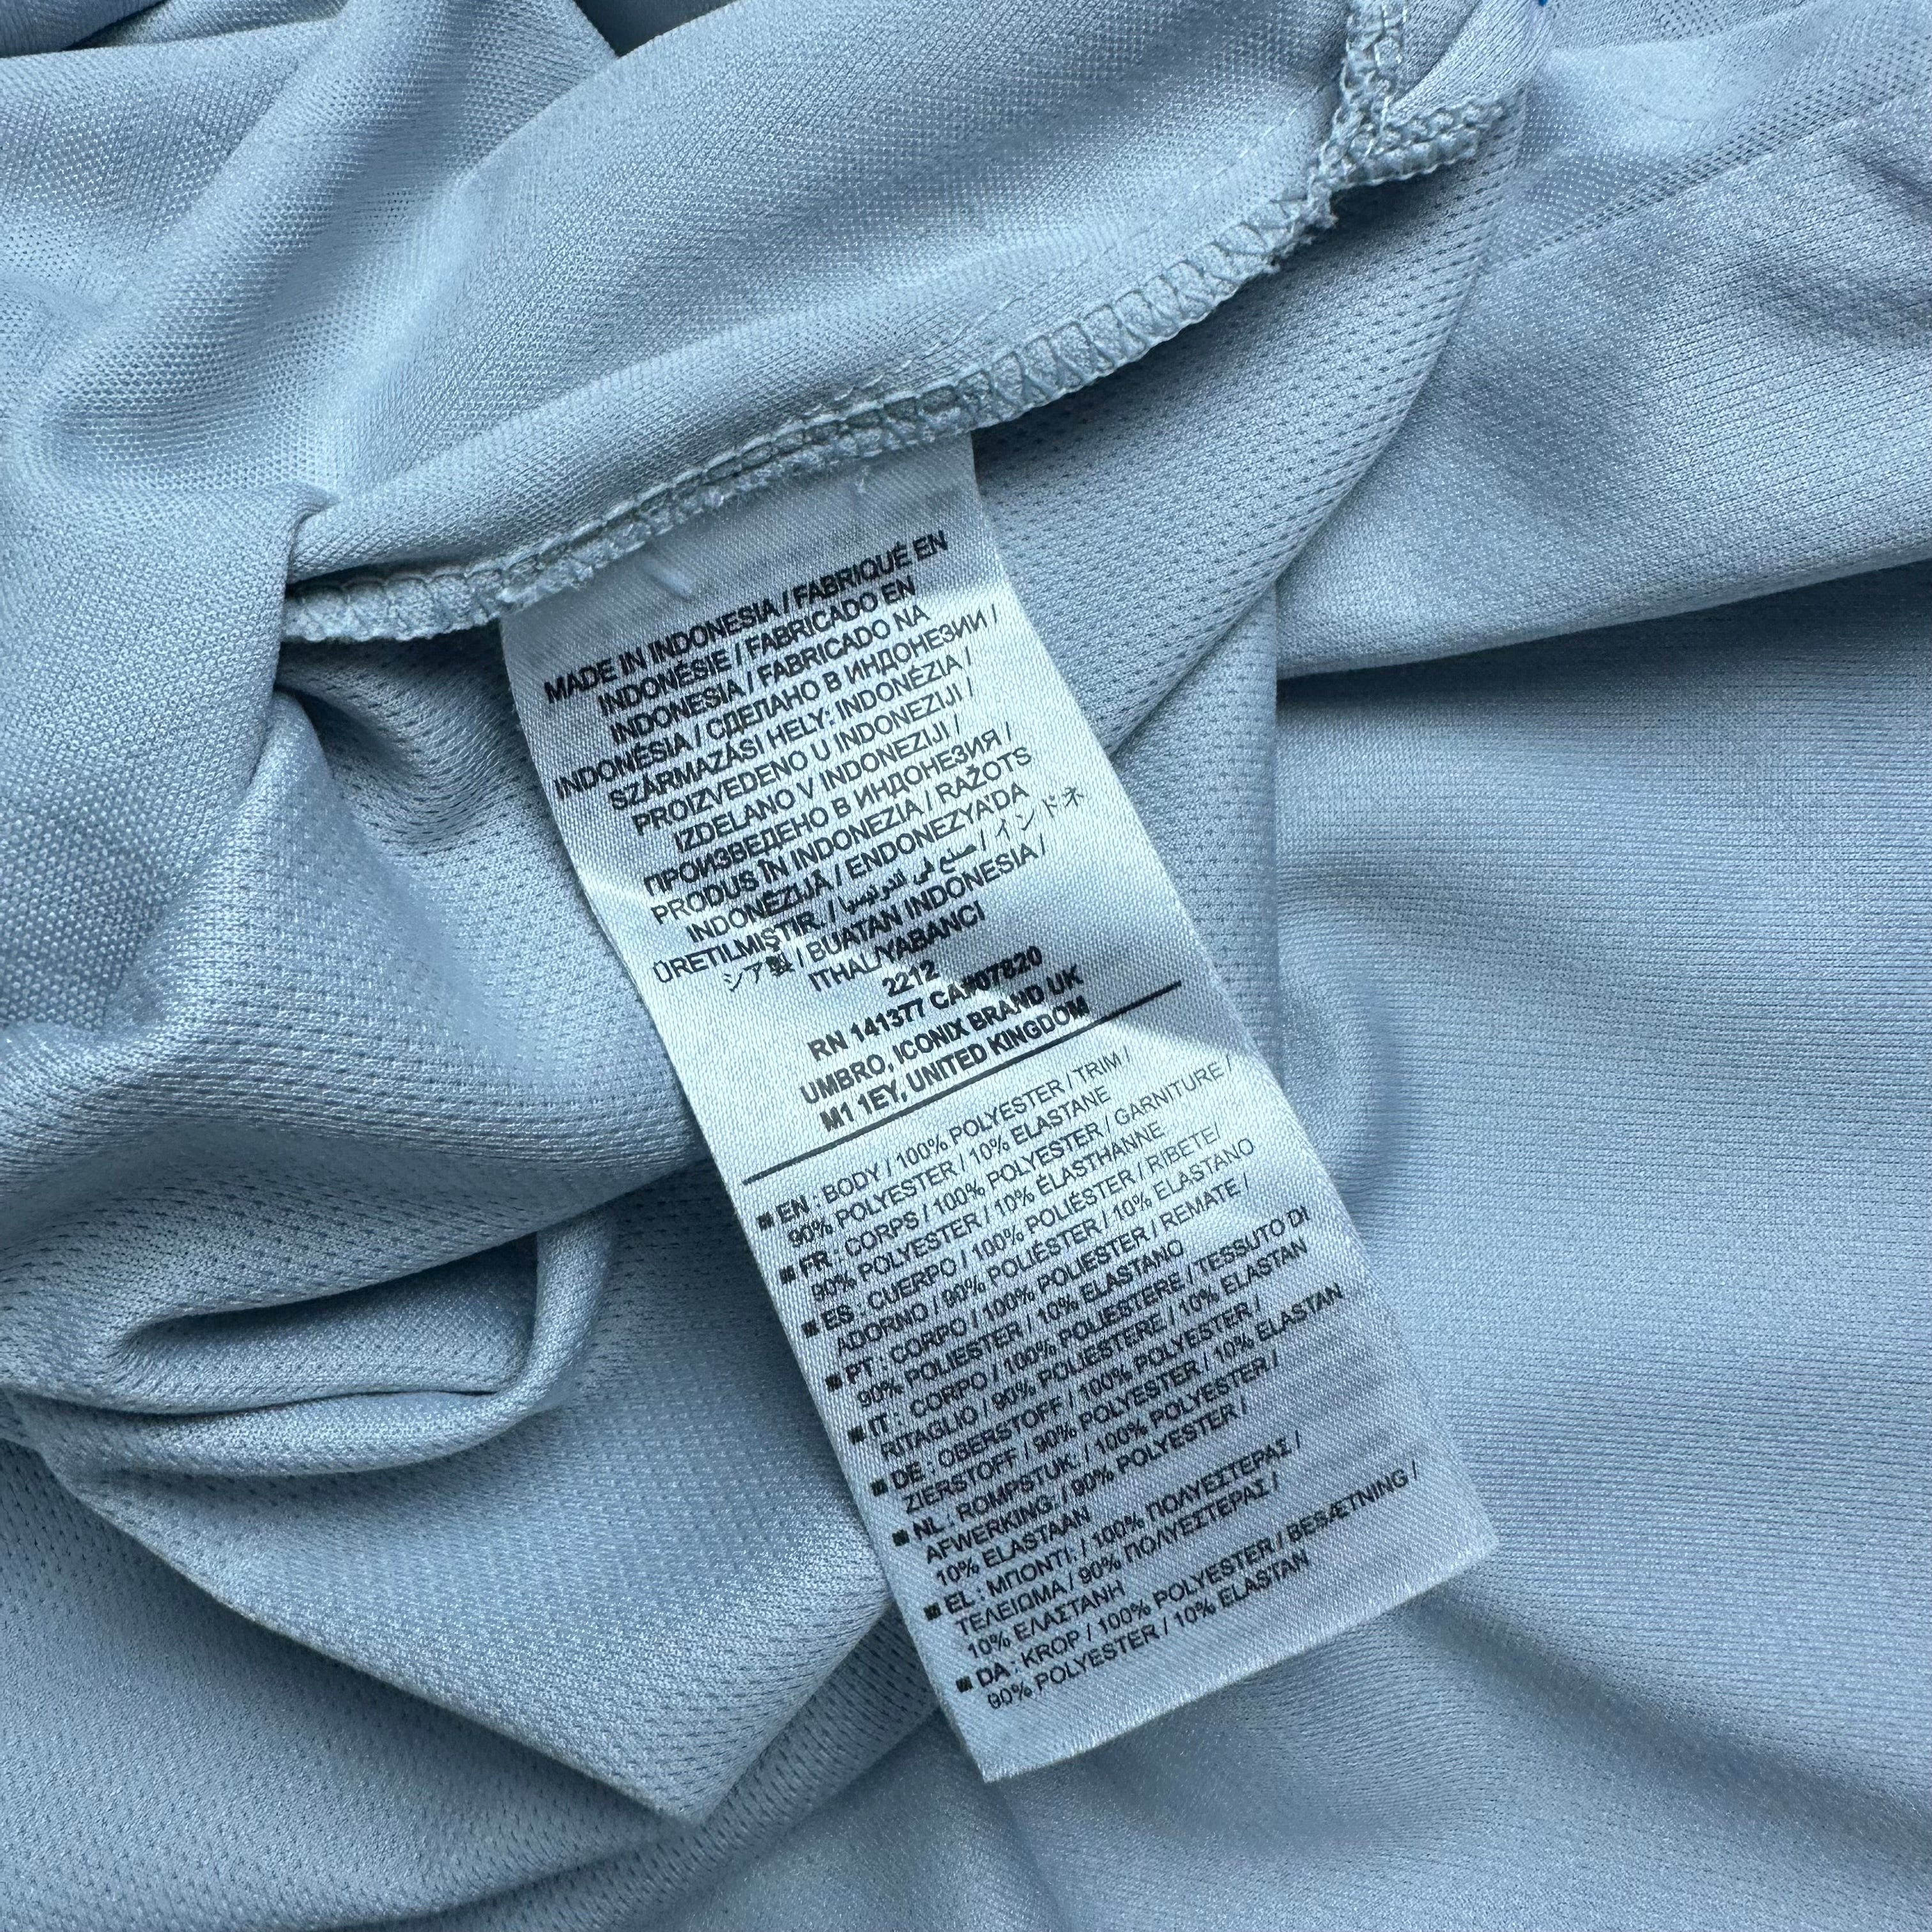 MADE IN INDONESIA / FABRIQUÉ EN
INDONÉSIE / FABRICADO EN
INDONESIA / FABRICADO NA
INDONÉSIA / СДЕЛАНО В ИНДОНЕЗИИ /
SZÁRMAZÁSI HELY: INDONÉZIA /
PROIZVEDENO U INDONEZIJI /
IZDELANO V INDONEZIJI /
ПРОИЗВЕДЕНО В ИНДОНЕЗИЯ /
PRODUS ÎN INDONEZIA / RAŽOTS
INDONĒZIJĀ / ENDONEZYA'DA
ÜRETILMIŞTIR. / صنع في اندونيسيا / インドネ
シア製 / BUATAN INDONESIA /
ITHAL/YABANCI
2212
RN 141377 CA#07820
UMBRO, ICONIX BRAND UK
M1 1EY, UNITED KINGDOM
■ EN : BODY / 100% POLYESTER / TRIM /
90% POLYESTER / 10% ELASTANE
■ FR : CORPS / 100% POLYESTER / GARNITURE /
90% POLYESTER / 10% ÉLASTHANNE
■ ES : CUERPO / 100% POLIÉSTER / RIBETE/
ADORNO / 90% POLIÉSTER / 10% ELASTANO
■ PT : CORPO / 100% POLIESTER / REMATE /
90% POLIESTER / 10% ELASTANO
■ IT : CORPO / 100% POLIESTERE / TESSUTO DI
RITAGLIO / 90% POLIESTERE / 10% ELASTAN
■ DE : OBERSTOFF / 100% POLYESTER /
ZIERSTOFF / 90% POLYESTER / 10% ELASTAN
■ NL : ROMPSTUK. / 100% POLYESTER /
AFWERKING: / 90% POLYESTER /
10% ELASTAAN
■ EL : ΜΠΟΝΤΙ: / 100% ΠΟΛΥΕΣΤΕΡΑΣ /
ΤΕΛΕΙΩΜΑ / 90% ΠΟΛΥΕΣΤΕΡΑΣ /
10% ΕΛΑΣΤΑΝΗ
■ DA : KROP / 100% POLYESTER / BESÆTNING /
90% POLYESTER / 10% ELASTAN